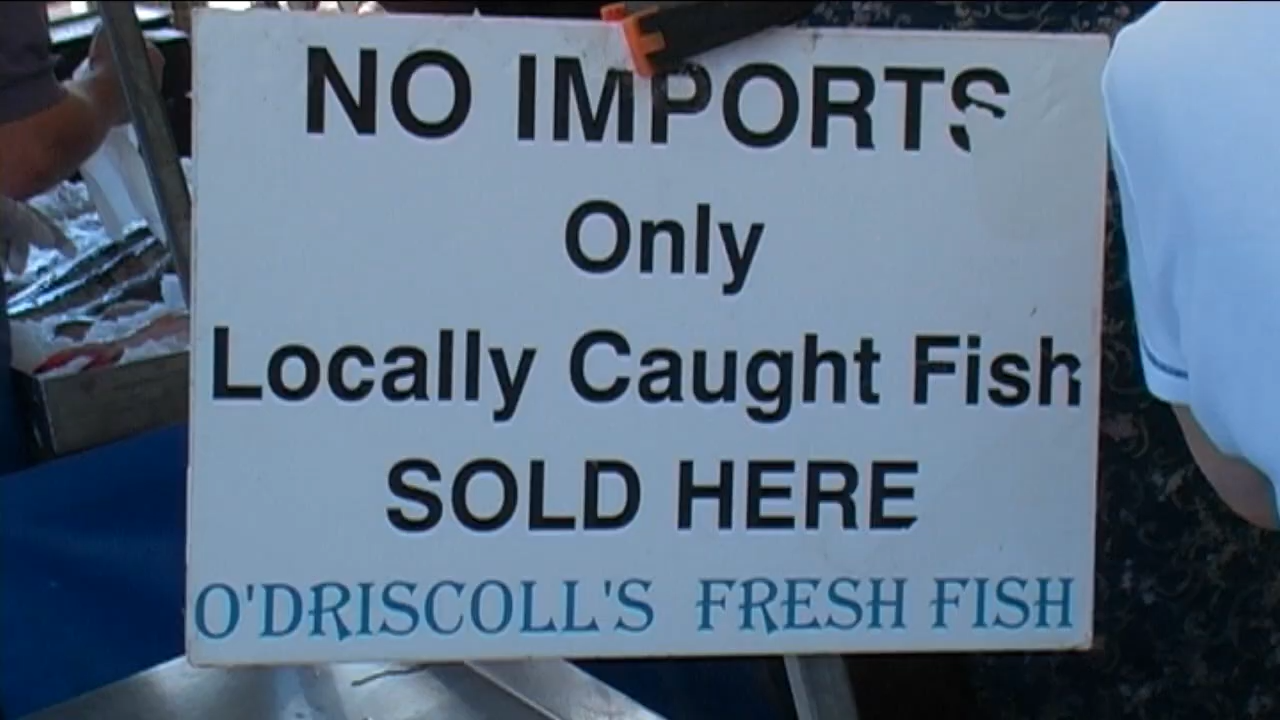 NO IMPORTS
Only
Locally Caught Fish
SOLD HERE
O'DRISCOLL'S FRESH FISH